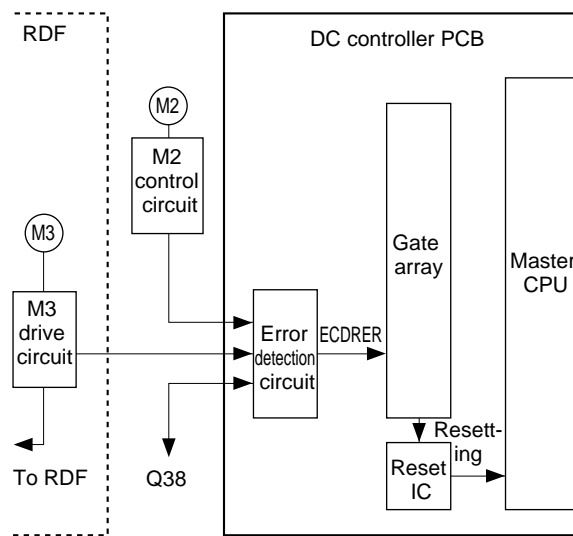 RDF
DC controller PCB
M2
M2
control
circuit
M3
M3
drive
circuit
Error
detection
circuit
ECDRER
Gate
array
Master
CPU
Resett-
ing
Reset
IC
To RDF
Q38